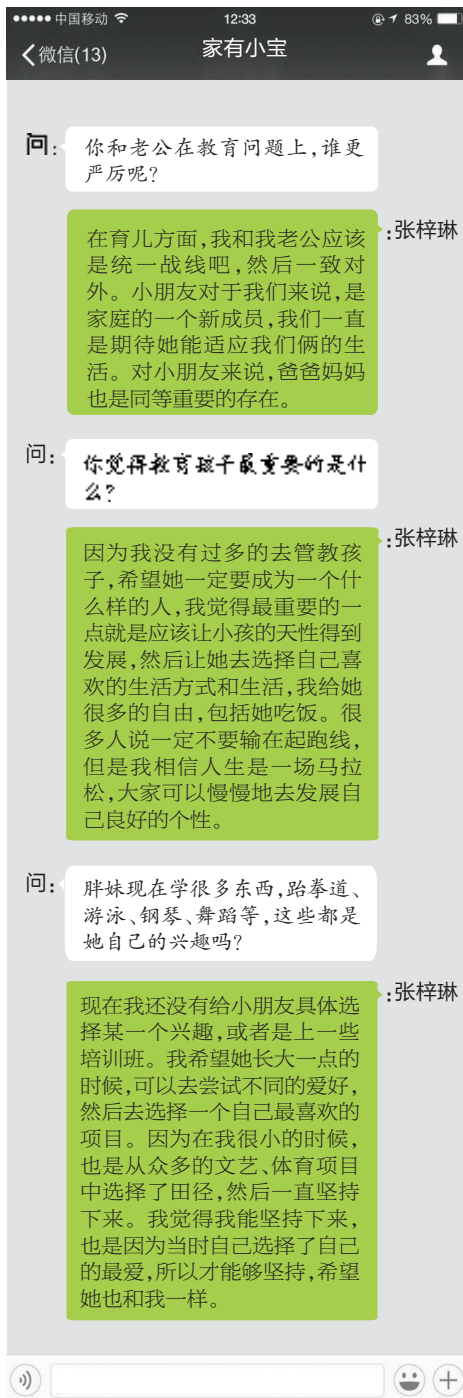 中国移动 12:33 83%
微信(13) 家有小宝
问:
你和老公在教育问题上,谁更
严厉呢?
:张梓琳
在育儿方面,我和我老公应该
是统一战线吧,然后一致对
外。小朋友对于我们来说,是
家庭的一个新成员,我们一直
是期待她能适应我们俩的生
活。对小朋友来说,爸爸妈妈
也是同等重要的存在。
问:
你觉得教育孩子最重要的是什
么?
:张梓琳
因为我没有过多的去管教孩
子,希望她一定要成为一个什
么样的人,我觉得最重要的一
点就是应该让小孩的天性得到
发展,然后让她去选择自己喜
欢的生活方式和生活,我给她
很多的自由,包括她吃饭。很
多人说一定不要输在起跑线,
但是我相信人生是一场马拉
松,大家可以慢慢地去发展自
己良好的个性。
问:
胖妹现在学很多东西,跆拳道、
游泳、钢琴、舞蹈等,这些都是
她自己的兴趣吗?
:张梓琳
现在我还没有给小朋友具体选
择某一个兴趣,或者是上一些
培训班。我希望她长大一点的
时候,可以去尝试不同的爱好,
然后去选择一个自己最喜欢的
项目。因为在我很小的时候,
也是从众多的文艺、体育项目
中选择了田径,然后一直坚持
下来。我觉得我能坚持下来,
也是因为当时自己选择了自己
的最爱,所以才能够坚持,希望
她也和我一样。